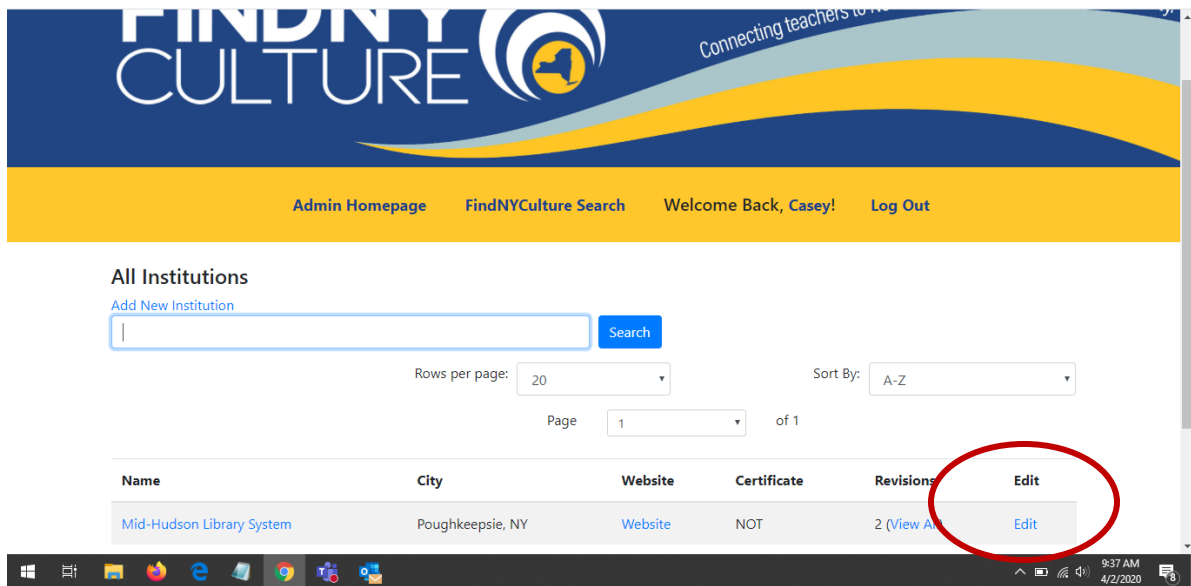 FINDNY
CULTURE
Connecting teachers to
Admin Homepage FindNYCulture Search Welcome Back, Casey! Log Out
All Institutions
Add New Institution
Search
Rows per page: 20 Sort By: A-Z
Page 1 of 1
Name City Website Certificate Revisions Edit
Mid-Hudson Library System Poughkeepsie, NY Website NOT 2 (View All) Edit
9:37 AM
4/2/2020
8